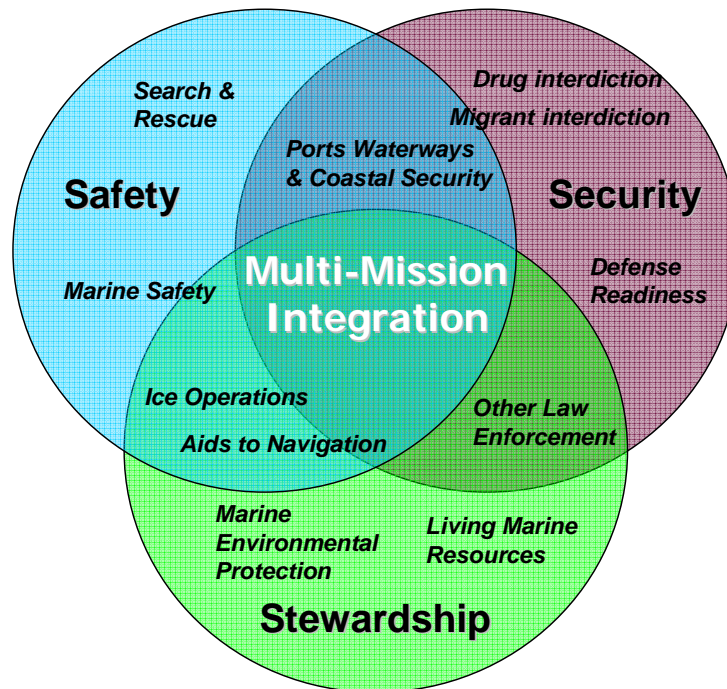 Search &
Rescue
Drug interdiction
Migrant interdiction
Ports Waterways
& Coastal Security
Safety
Security
Multi-Mission
Integration
Marine Safety
Defense
Readiness
Ice Operations
Aids to Navigation
Other Law
Enforcement
Marine
Environmental
Protection
Living Marine
Resources
Stewardship